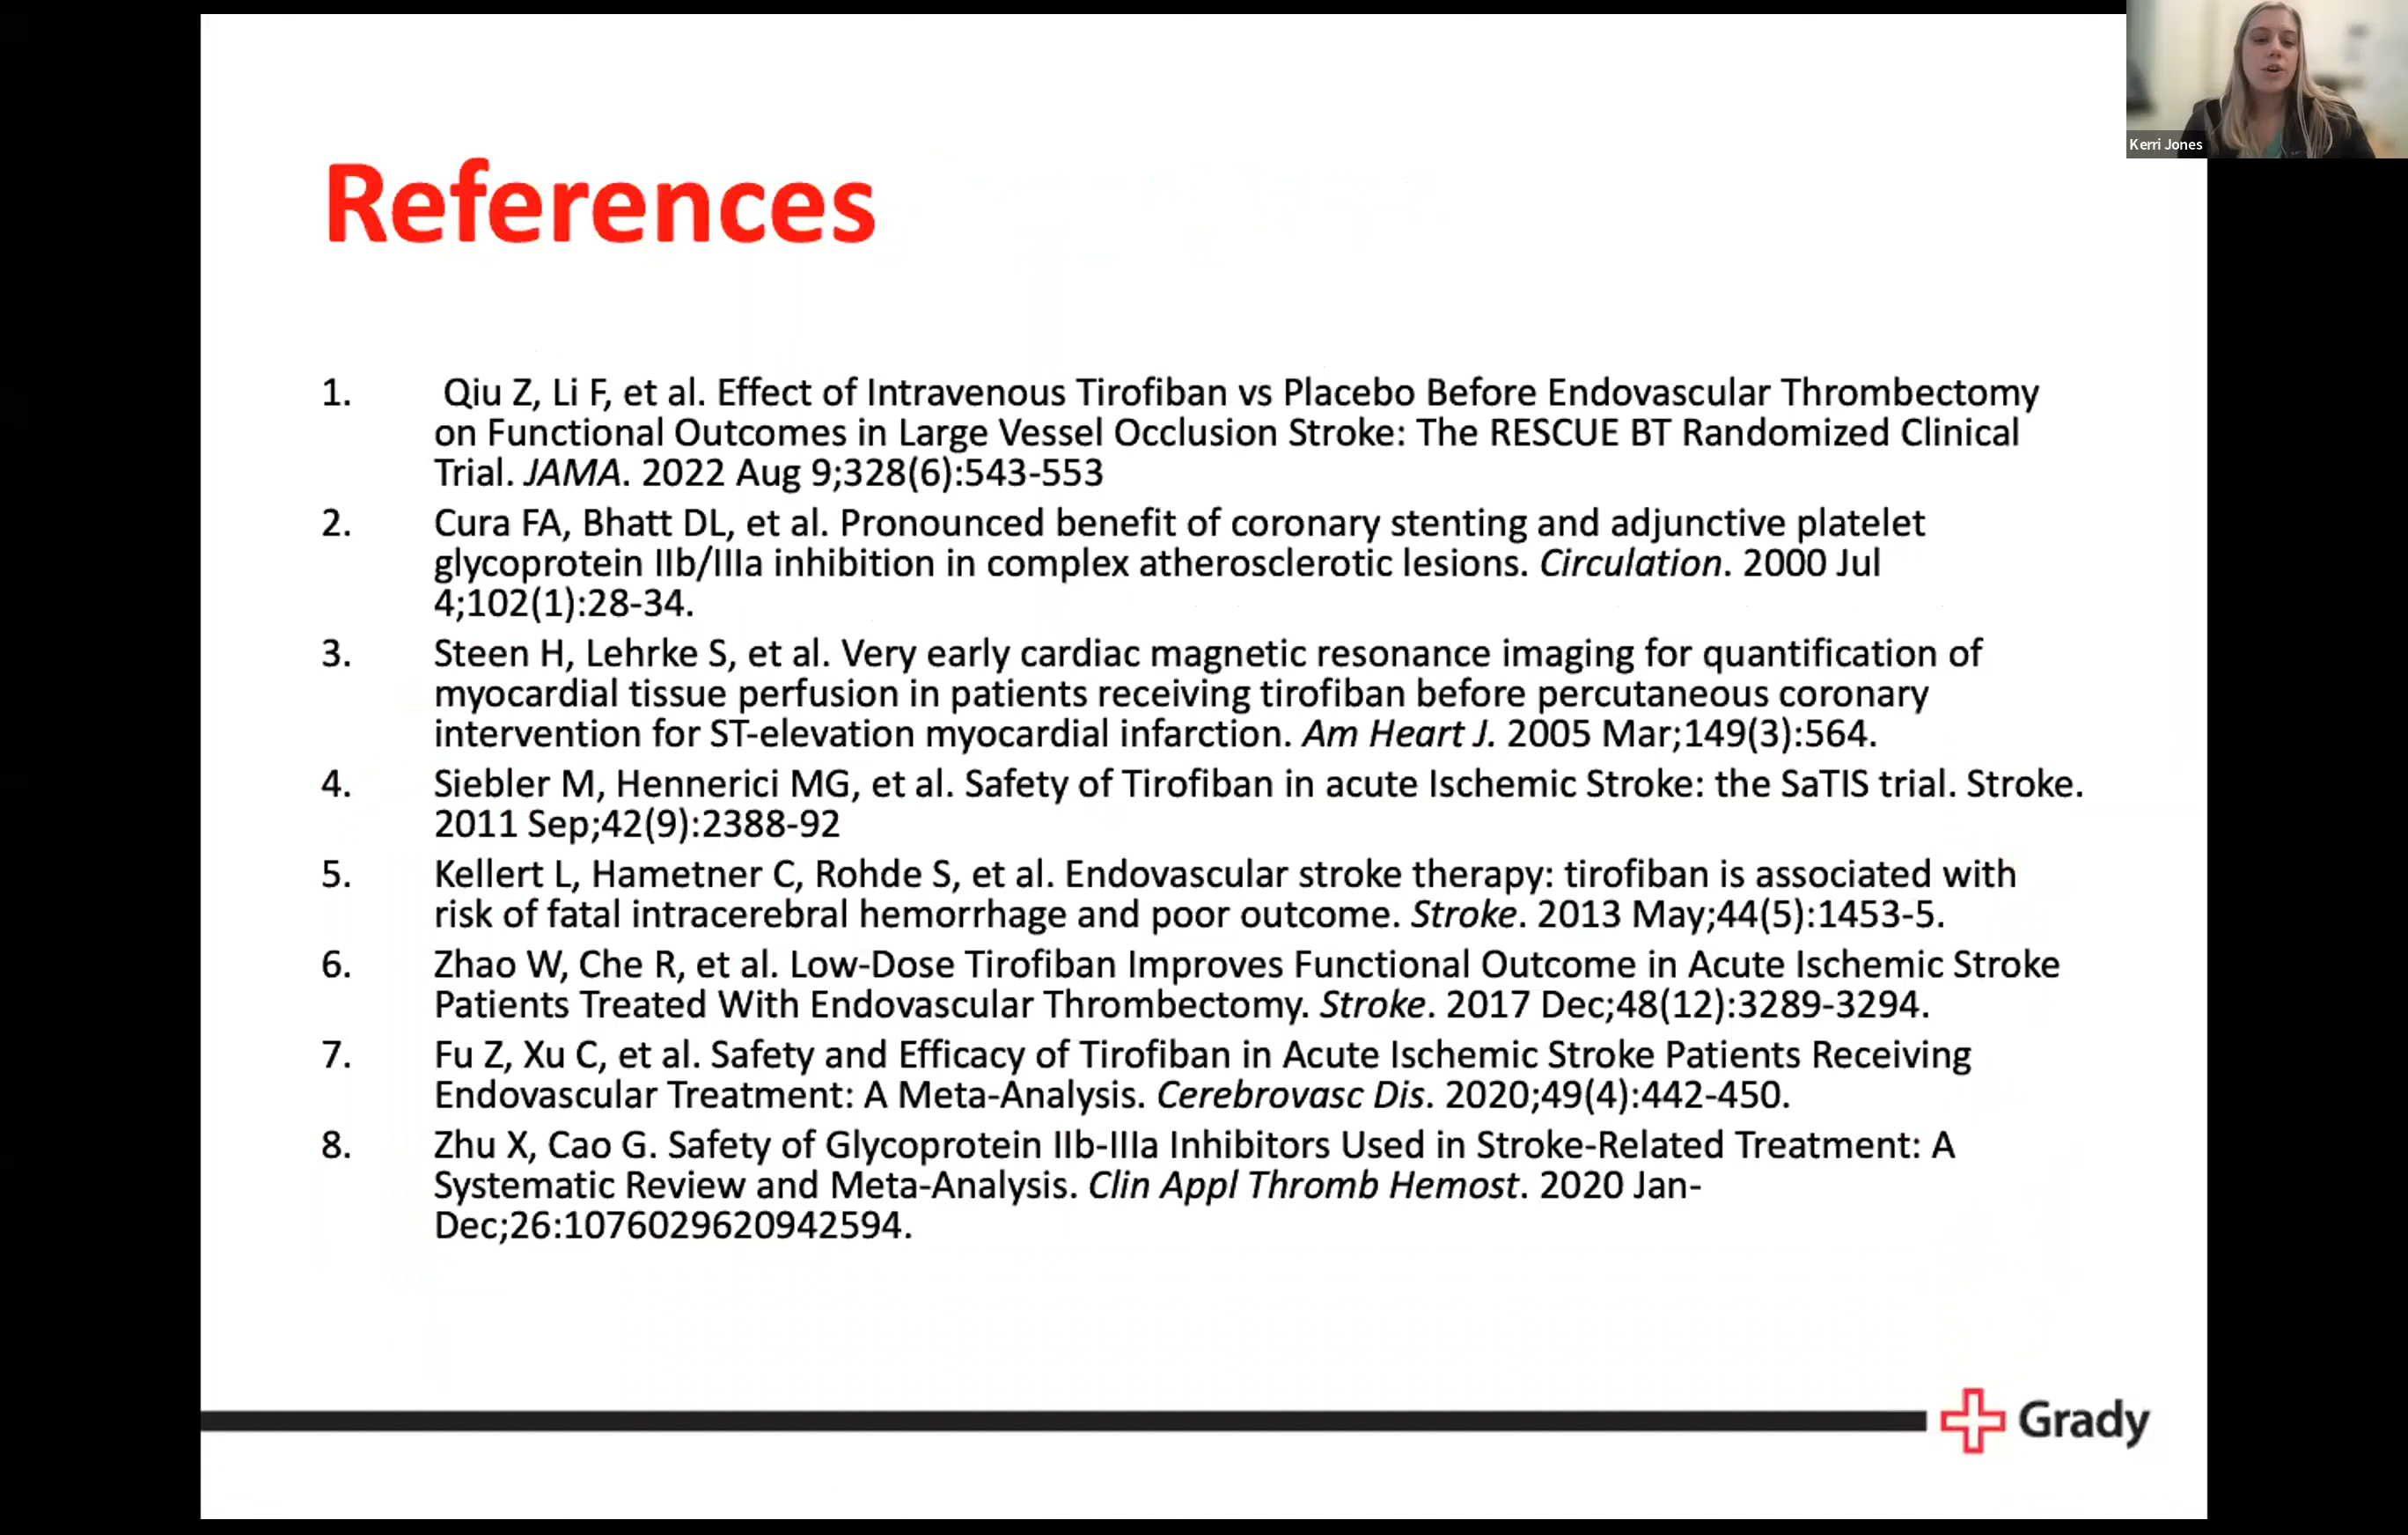 Kerri Jones
References
1. Qiu Z, Li F, et al. Effect of Intravenous Tirofiban vs Placebo Before Endovascular Thrombectomy
on Functional Outcomes in Large Vessel Occlusion Stroke: The RESCUE BT Randomized Clinical
Trial. JAMA. 2022 Aug 9;328(6):543-553
2. Cura FA, Bhatt DL, et al. Pronounced benefit of coronary stenting and adjunctive platelet
glycoprotein IIb/IIIa inhibition in complex atherosclerotic lesions. Circulation. 2000 Jul
4;102(1):28-34.
3. Steen H, Lehrke S, et al. Very early cardiac magnetic resonance imaging for quantification of
myocardial tissue perfusion in patients receiving tirofiban before percutaneous coronary
intervention for ST-elevation myocardial infarction. Am Heart J. 2005 Mar;149(3):564.
4. Siebler M, Hennerici MG, et al. Safety of Tirofiban in acute Ischemic Stroke: the SaTIS trial. Stroke.
2011 Sep;42(9):2388-92
5. Kellert L, Hametner C, Rohde S, et al. Endovascular stroke therapy: tirofiban is associated with
risk of fatal intracerebral hemorrhage and poor outcome. Stroke. 2013 May;44(5):1453-5.
6. Zhao W, Che R, et al. Low-Dose Tirofiban Improves Functional Outcome in Acute Ischemic Stroke
Patients Treated With Endovascular Thrombectomy. Stroke. 2017 Dec;48(12):3289-3294.
7. Fu Z, Xu C, et al. Safety and Efficacy of Tirofiban in Acute Ischemic Stroke Patients Receiving
Endovascular Treatment: A Meta-Analysis. Cerebrovasc Dis. 2020;49(4):442-450.
8. Zhu X, Cao G. Safety of Glycoprotein IIb-IIIa Inhibitors Used in Stroke-Related Treatment: A
Systematic Review and Meta-Analysis. Clin Appl Thromb Hemost. 2020 Jan-
Dec;26:1076029620942594.
Grady